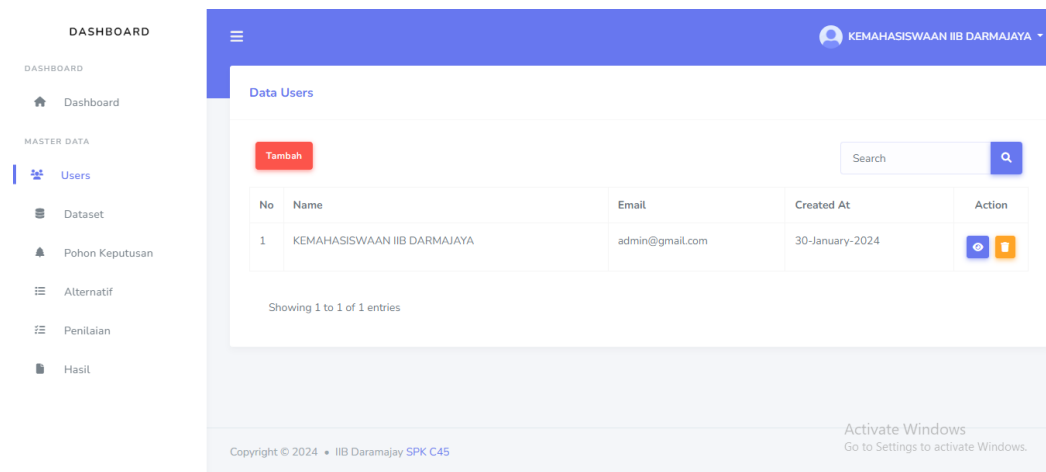 DASHBOARD
KEMAHASISWAAN IIB DARMAJAYA
DASHBOARD
Dashboard
MASTER DATA
Users
Dataset
Pohon Keputusan
Alternatif
Penilaian
Hasil
Data Users
Tambah
Search
No Name Email Created At Action
1 KEMAHASISWAAN IIB DARMAJAYA admin@gmail.com 30-January-2024
Showing 1 to 1 of 1 entries
Activate Windows
Go to Settings to activate Windows.
Copyright © 2024 • IIB Daramajay SPK C45